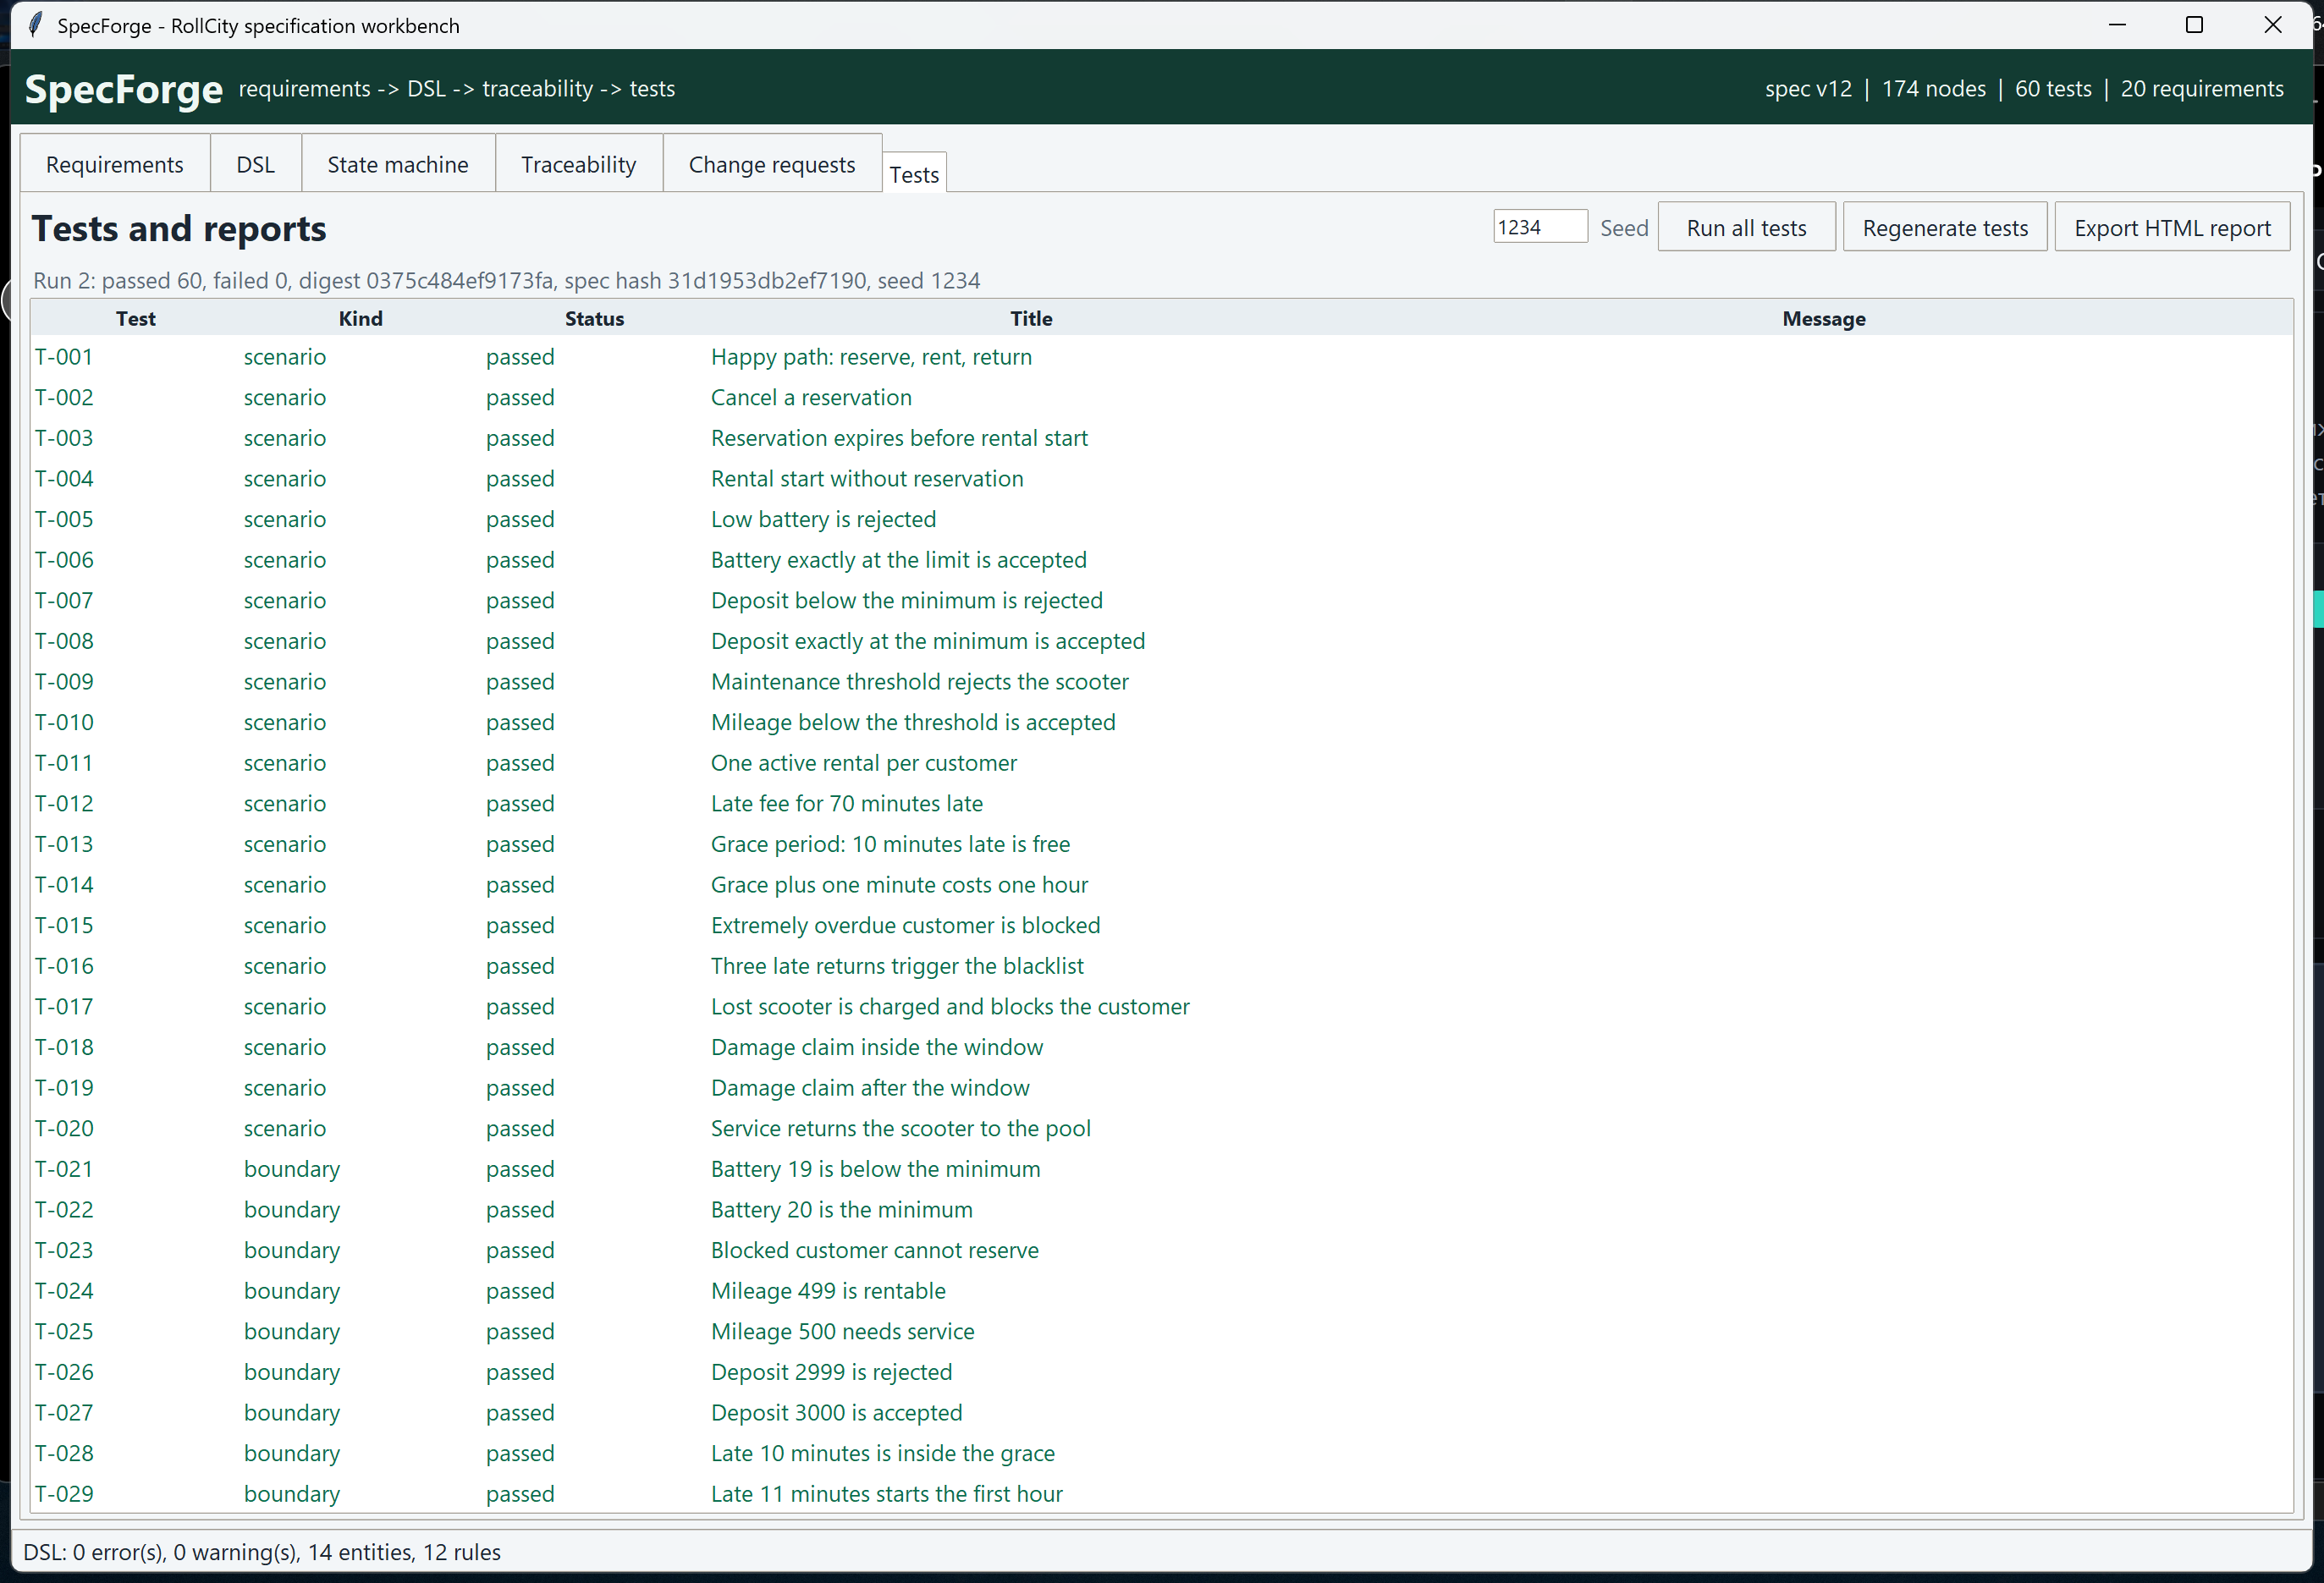 SpecForge - RollCity specification workbench
SpecForge requirements -> DSL -> traceability -> tests spec v12 | 174 nodes | 60 tests | 20 requirements
Requirements DSL State machine Traceability Change requests Tests
Tests and reports 1234 Seed Run all tests Regenerate tests Export HTML report
Run 2: passed 60, failed 0, digest 0375c484ef9173fa, spec hash 31d1953db2ef7190, seed 1234
Test Kind Status Title Message
T-001 scenario passed Happy path: reserve, rent, return
T-002 scenario passed Cancel a reservation
T-003 scenario passed Reservation expires before rental start
T-004 scenario passed Rental start without reservation
T-005 scenario passed Low battery is rejected
T-006 scenario passed Battery exactly at the limit is accepted
T-007 scenario passed Deposit below the minimum is rejected
T-008 scenario passed Deposit exactly at the minimum is accepted
T-009 scenario passed Maintenance threshold rejects the scooter
T-010 scenario passed Mileage below the threshold is accepted
T-011 scenario passed One active rental per customer
T-012 scenario passed Late fee for 70 minutes late
T-013 scenario passed Grace period: 10 minutes late is free
T-014 scenario passed Grace plus one minute costs one hour
T-015 scenario passed Extremely overdue customer is blocked
T-016 scenario passed Three late returns trigger the blacklist
T-017 scenario passed Lost scooter is charged and blocks the customer
T-018 scenario passed Damage claim inside the window
T-019 scenario passed Damage claim after the window
T-020 scenario passed Service returns the scooter to the pool
T-021 boundary passed Battery 19 is below the minimum
T-022 boundary passed Battery 20 is the minimum
T-023 boundary passed Blocked customer cannot reserve
T-024 boundary passed Mileage 499 is rentable
T-025 boundary passed Mileage 500 needs service
T-026 boundary passed Deposit 2999 is rejected
T-027 boundary passed Deposit 3000 is accepted
T-028 boundary passed Late 10 minutes is inside the grace
T-029 boundary passed Late 11 minutes starts the first hour
DSL: 0 error(s), 0 warning(s), 14 entities, 12 rules